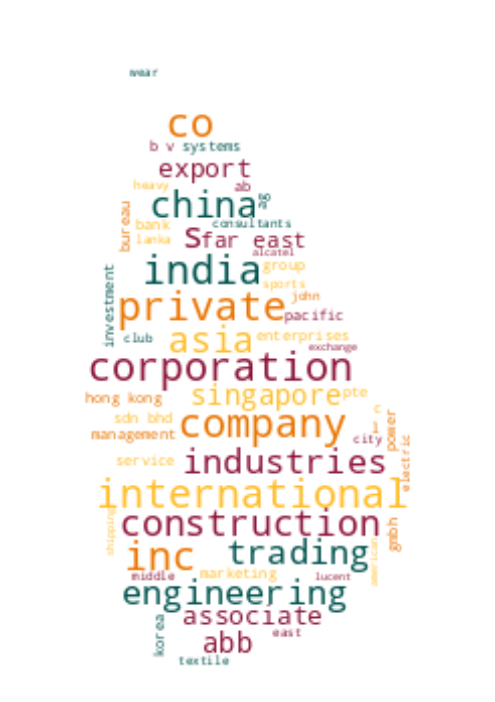 wear
co
b v systems
export
heavy
ab
china
ag
bureau
bank
consultants
lanka
s
far east
alcatel
india
group
investment
sports
private
john
pacific
club
asia
enterprises
exchange
corporation
hong kong
singapore
pte
sdn bhd
company
power
management
city
electric
service
industries
international
shipping
construction
gmbh
inc
trading
american
middle
marketing
lucent
engineering
associate
korea
east
abb
textile